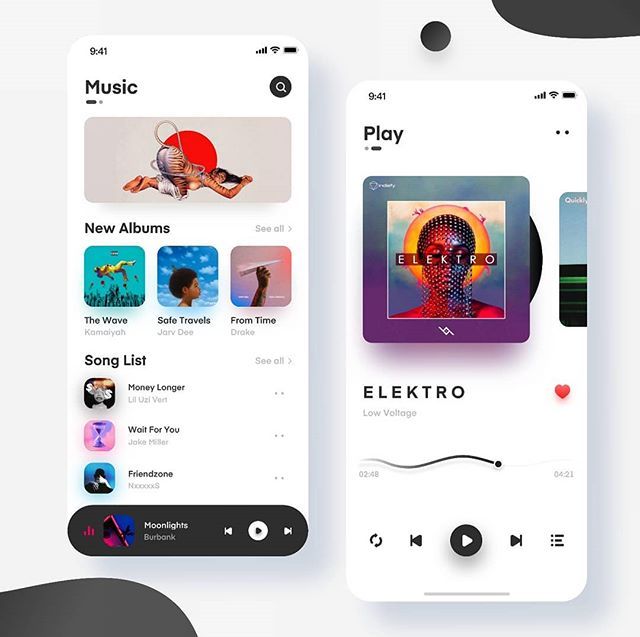 9:41
Music
New Albums
See all >
The Wave
Kamaiyah
Safe Travels
Jarv Dee
From Time
Drake
Song List
See all >
Money Longer
Lil Uzi Vert
Wait For You
Jake Miller
Friendzone
NxxxxxS
Moonlights
Burbank
9:41
Play
indiefy
ELEKTRO
Quickly
ELEKTRO
Low Voltage
02:48
04:21